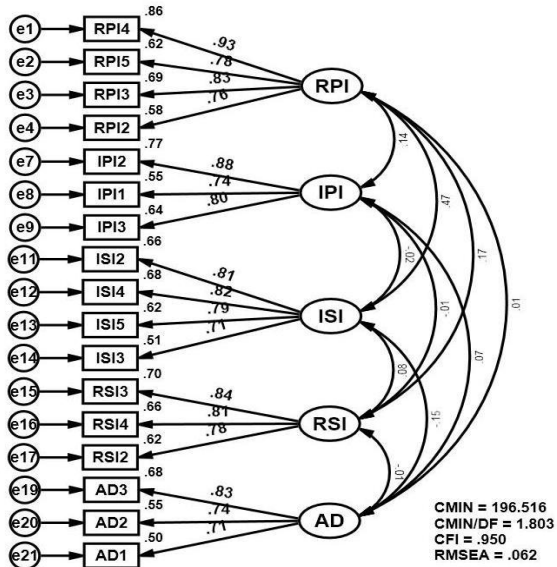 .86
e1 RPI4
.93
.62
e2 RPI5
.78
.69
e3 RPI3
.83
RPI
.58
e4 RPI2
.76
.77
e7 IPI2
.88
.14
.55
e8 IPI1
.74
IPI
.64
e9 IPI3
.80
.47
.66
e11 ISI2
.81
-.02
.17
.68
e12 ISI4
.82
.62
e13 ISI5
.79
ISI
-.01
.01
.51
e14 ISI3
.71
.07
.70
e15 RSI3
.84
.08
.66
e16 RSI4
.81
RSI
.62
e17 RSI2
.78
-.15
.68
e19 AD3
.83
-.01
.55
e20 AD2
.74
AD
.50
e21 AD1
.71
CMIN = 196.516
CMIN/DF = 1.803
CFI = .950
RMSEA = .062